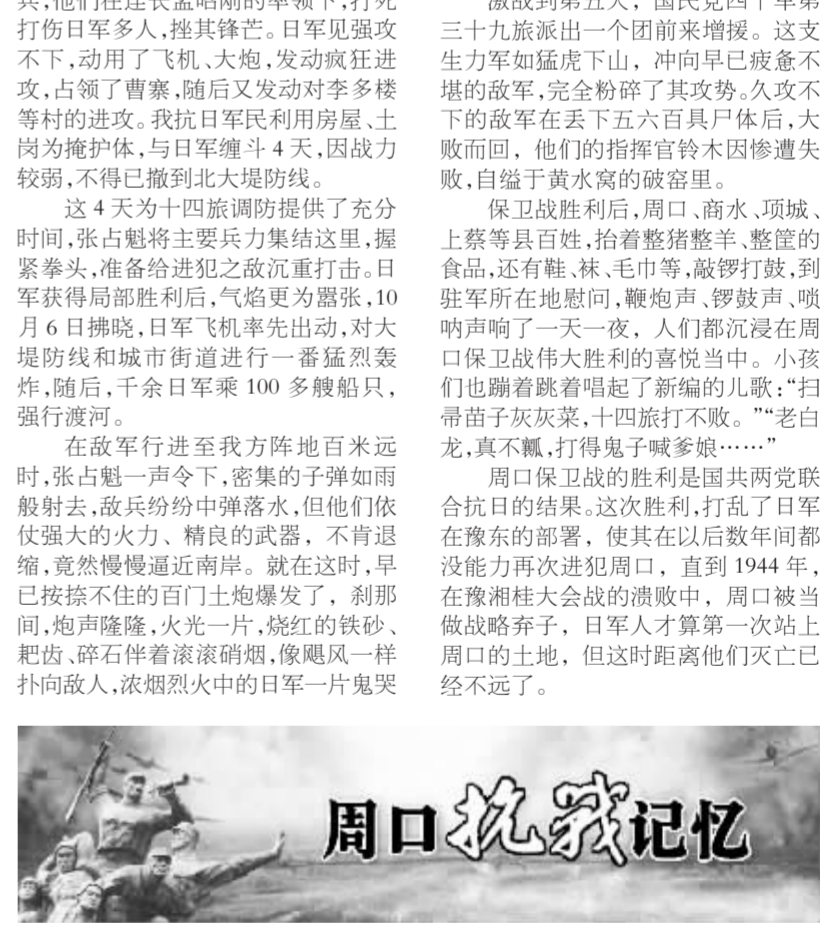 兵,他们在连长孟昭刚的率领下,打死
打伤日军多人,挫其锋芒。日军见强攻
不下,动用了飞机、大炮,发动疯狂进
攻,占领了曹寨,随后又发动对李多楼
等村的进攻。我抗日军民利用房屋、土
岗为掩护体,与日军缠斗 4 天,因战力
较弱,不得已撤到北大堤防线。
这 4 天为十四旅调防提供了充分
时间,张占魁将主要兵力集结这里,握
紧拳头,准备给进犯之敌沉重打击。日
军获得局部胜利后,气焰更为嚣张,10
月 6 日拂晓,日军飞机率先出动,对大
堤防线和城市街道进行一番猛烈轰
炸,随后,千余日军乘 100 多艘船只,
强行渡河。
在敌军行进至我方阵地百米远
时,张占魁一声令下,密集的子弹如雨
般射去,敌兵纷纷中弹落水,但他们依
仗强大的火力、精良的武器,不肯退
缩,竟然慢慢逼近南岸。就在这时,早
已按捺不住的百门土炮爆发了,刹那
间,炮声隆隆,火光一片,烧红的铁砂、
耙齿、碎石伴着滚滚硝烟,像飓风一样
扑向敌人,浓烟烈火中的日军一片鬼哭
激战到第五天,国民党四十军第
三十九旅派出一个团前来增援。这支
生力军如猛虎下山,冲向早已疲惫不
堪的敌军,完全粉碎了其攻势。久攻不
下的敌军在丢下五六百具尸体后,大
败而回,他们的指挥官铃木因惨遭失
败,自缢于黄水窝的破窑里。
保卫战胜利后,周口、商水、项城、
上蔡等县百姓,抬着整猪整羊、整筐的
食品,还有鞋、袜、毛巾等,敲锣打鼓,到
驻军所在地慰问,鞭炮声、锣鼓声、唢
呐声响了一天一夜,人们都沉浸在周
口保卫战伟大胜利的喜悦当中。小孩
们也蹦着跳着唱起了新编的儿歌:“扫
帚苗子灰灰菜,十四旅打不败。”“老白
龙,真不瓤,打得鬼子喊爹娘……”
周口保卫战的胜利是国共两党联
合抗日的结果。这次胜利,打乱了日军
在豫东的部署,使其在以后数年间都
没能力再次进犯周口,直到 1944 年,
在豫湘桂大会战的溃败中,周口被当
做战略弃子,日军人才算第一次站上
周口的土地,但这时距离他们灭亡已
经不远了。
周口抗战记忆